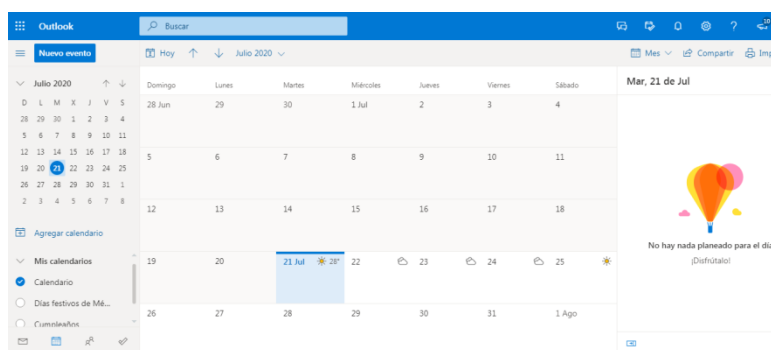 Outlook
Buscar
10
Nuevo evento
Hoy
Julio 2020
Mes
Compartir
Julio 2020
D L M X J V S
28 29 30 1 2 3 4
5 6 7 8 9 10 11
12 13 14 15 16 17 18
19 20 21 22 23 24 25
26 27 28 29 30 31 1
2 3 4 5 6 7 8
Agregar calendario
Mis calendarios
Calendario
Días festivos de Mé...
Cumpleaños
Domingo Lunes Martes Miércoles Jueves Viernes Sábado
28 Jun 29 30 1 Jul 2 3 4
5 6 7 8 9 10 11
12 13 14 15 16 17 18
19 20 21 Jul 28° 22 23 24 25
26 27 28 29 30 31 1 Ago
Mar, 21 de Jul
No hay nada planeado para el día
¡Disfrútalo!